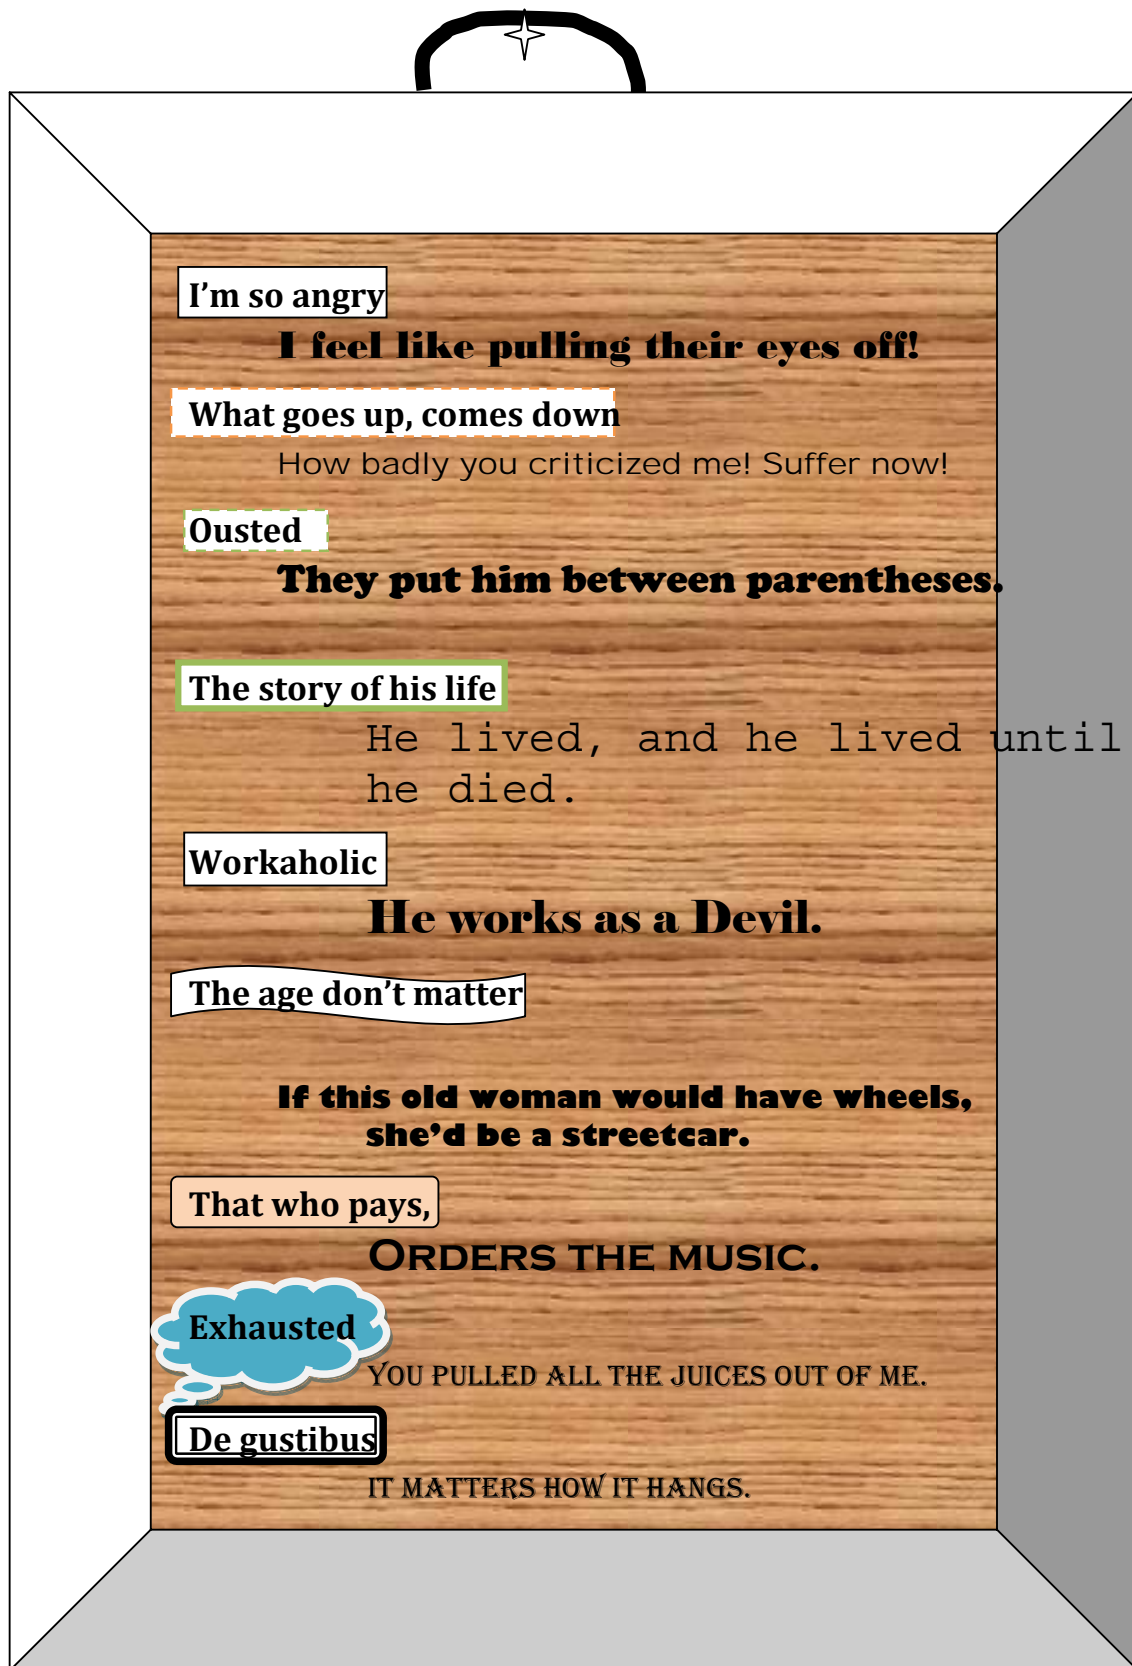 I’m so angry
I feel like pulling their eyes off!
What goes up, comes down
How badly you criticized me! Suffer now!
Ousted
They put him between parentheses.
The story of his life
He lived, and he lived until
he died.
Workaholic
He works as a Devil.
The age don’t matter
If this old woman would have wheels,
she’d be a streetcar.
That who pays,
ORDERS THE MUSIC.
Exhausted
YOU PULLED ALL THE JUICES OUT OF ME.
De gustibus
IT MATTERS HOW IT HANGS.